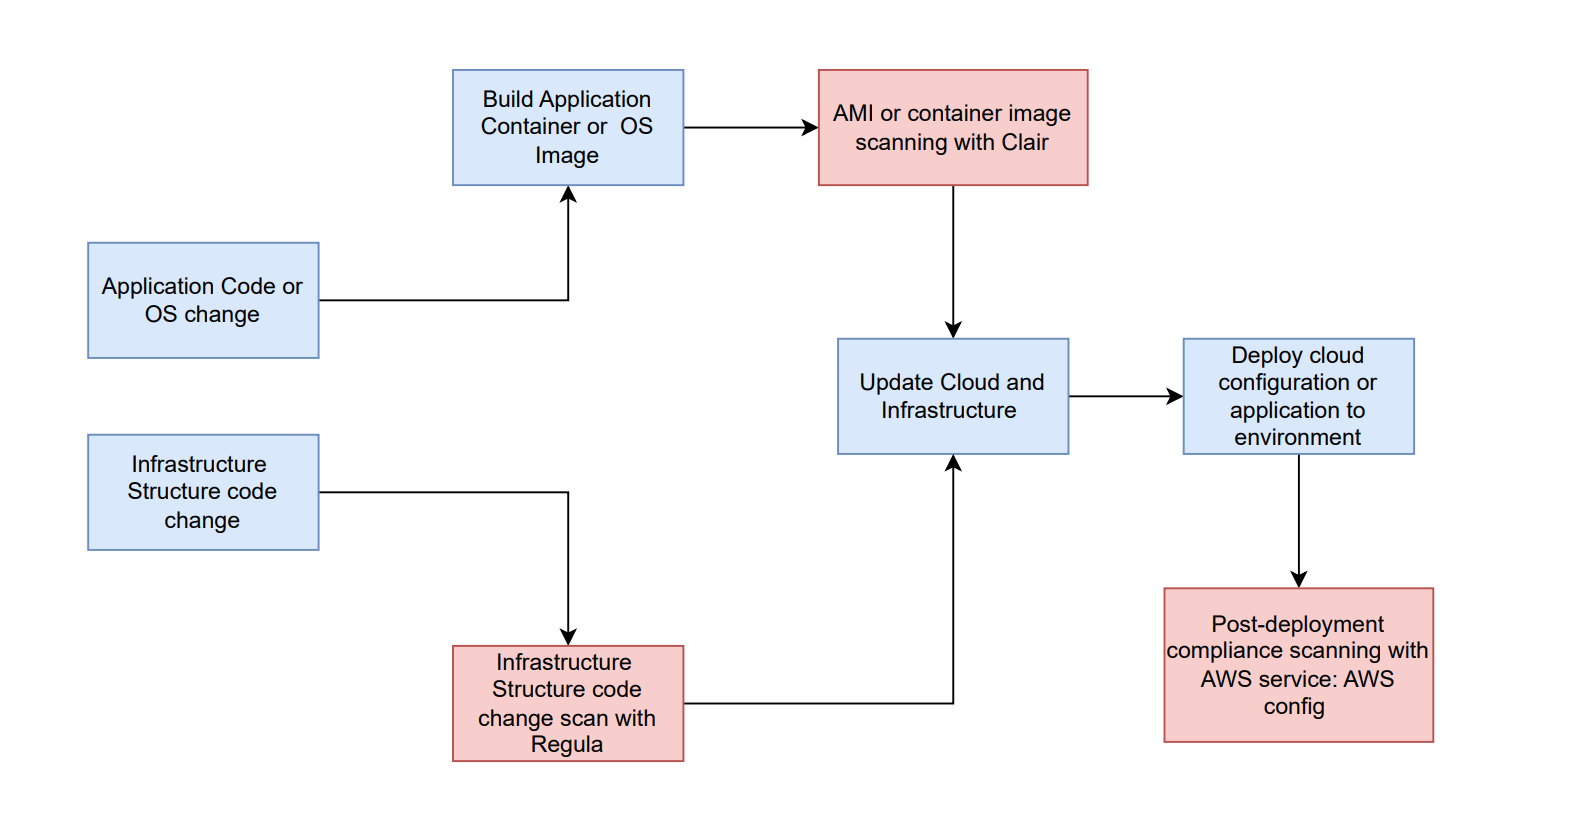 Build Application
Container or  OS
Image
AMI or container image
scanning with Clair
Application Code or
OS change
Update Cloud and
Infrastructure
Deploy cloud
configuration or
application to
environment
Infrastructure
Structure code
change
Infrastructure
Structure code
change scan with
Regula
Post-deployment
compliance scanning with
AWS service: AWS
config